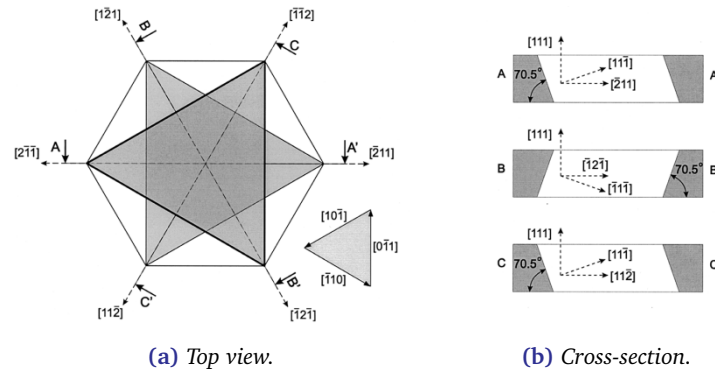 [12̄1]
B
[1̄1̄2]
C
A
A'
[21̄1̄]
[2̄11]
[101̄]
[01̄1]
[1̄10]
[112̄]
C'
B'
[1̄21̄]
[111]
A
70.5°
[111̄]
[2̄11]
A
[111]
B
[1̄21̄]
[1̄11̄]
70.5°
B
[111]
C
70.5°
[111̄]
[112̄]
C
(a) Top view.
(b) Cross-section.